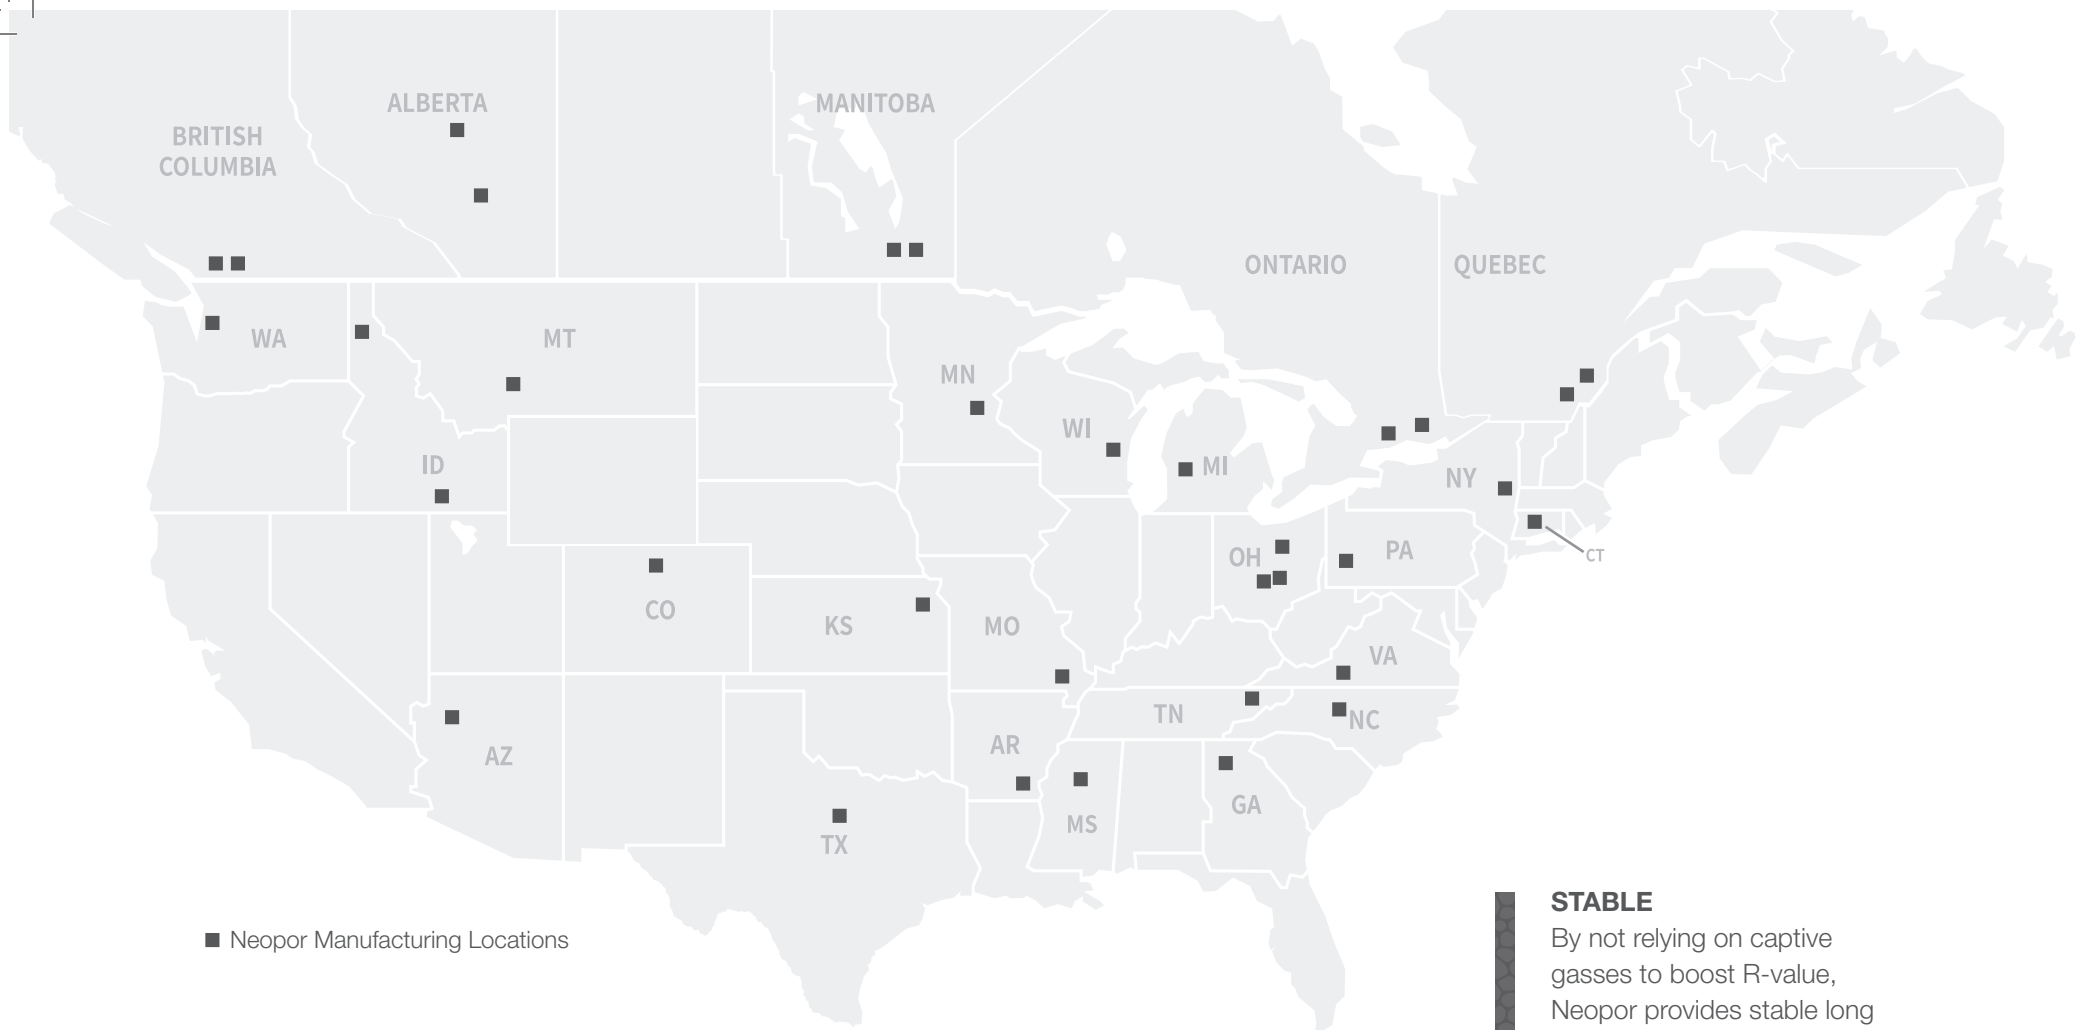 ALBERTA
MANITOBA
BRITISH
COLUMBIA
ONTARIO
QUEBEC
WA
MT
MN
WI
ID
MI
NY
OH
PA
CT
CO
KS
MO
VA
TN
NC
AR
AZ
GA
MS
TX
Neopor Manufacturing Locations
STABLE
By not relying on captive
gasses to boost R-value,
Neopor provides stable long